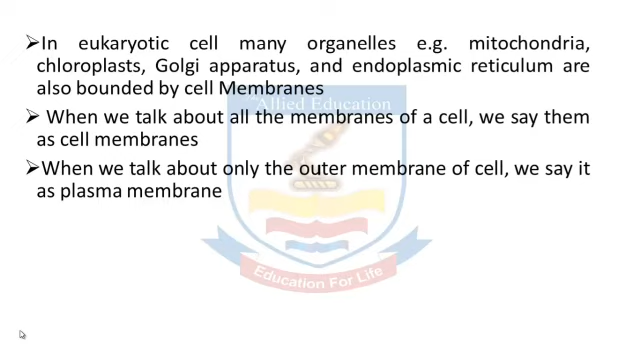 ➢In eukaryotic cell many organelles e.g. mitochondria,
chloroplasts, Golgi apparatus, and endoplasmic reticulum are
also bounded by cell Membranes
Allied Education
➢ When we talk about all the membranes of a cell, we say them
as cell membranes
➢When we talk about only the outer membrane of cell, we say it
as plasma membrane
Education For Life